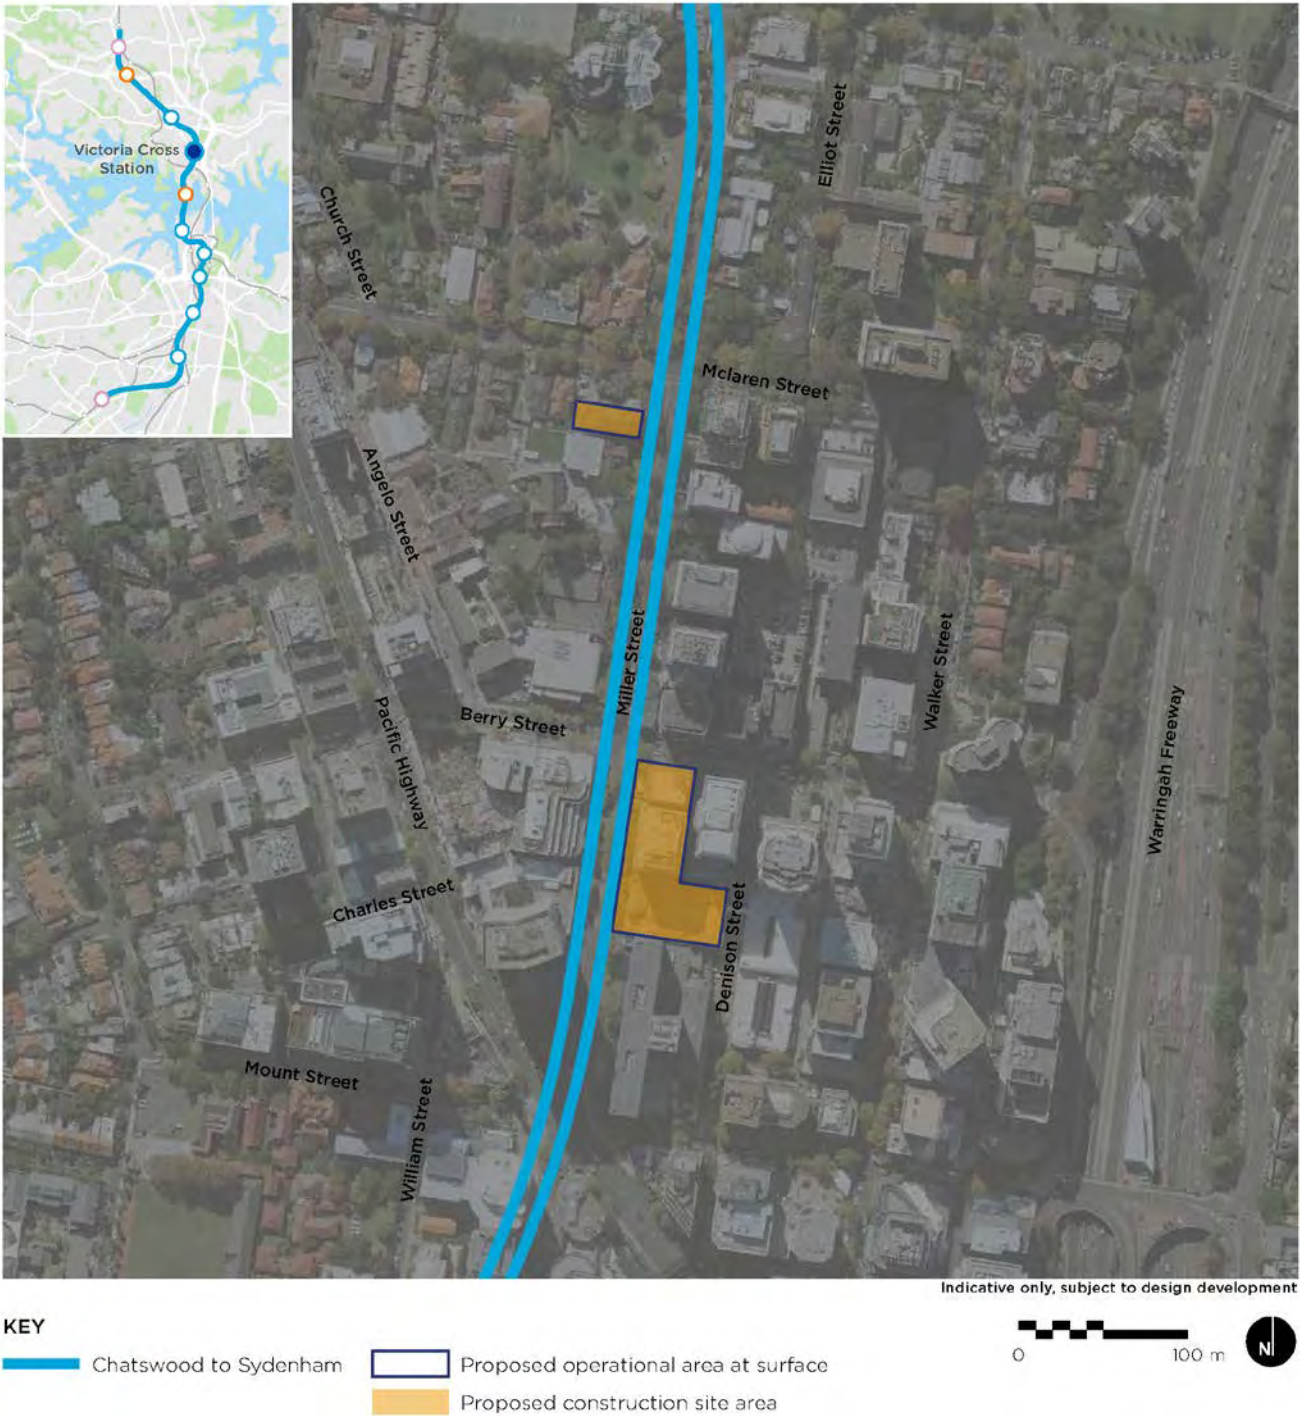 Victoria Cross
Station
Church Street
Elliot Street
Mclaren Street
Angelo Street
Miller Street
Walker Street
Berry Street
Pacific Highway
Warringah Freeway
Charles Street
Denison Street
Mount Street
William Street
Indicative only, subject to design development
KEY
Chatswood to Sydenham
Proposed operational area at surface
Proposed construction site area
0 100 m
N